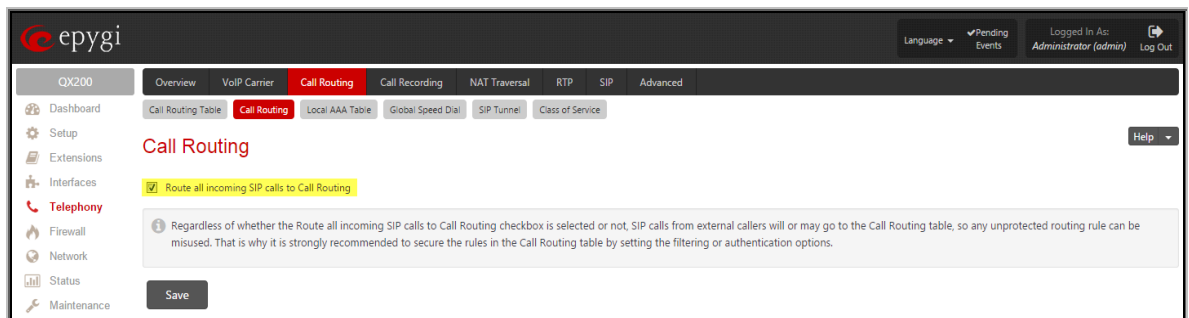 epygi
Language
✔Pending
Events
Logged In As:
Administrator (admin)
Log Out
QX200
Overview VoIP Carrier Call Routing Call Recording NAT Traversal RTP SIP Advanced
Dashboard
Setup
Extensions
Interfaces
Telephony
Firewall
Network
Status
Maintenance
Call Routing Table Call Routing Local AAA Table Global Speed Dial SIP Tunnel Class of Service
Help
Call Routing
Route all incoming SIP calls to Call Routing
Regardless of whether the Route all incoming SIP calls to Call Routing checkbox is selected or not, SIP calls from external callers will or may go to the Call Routing table, so any unprotected routing rule can be
misused. That is why it is strongly recommended to secure the rules in the Call Routing table by setting the filtering or authentication options.
Save